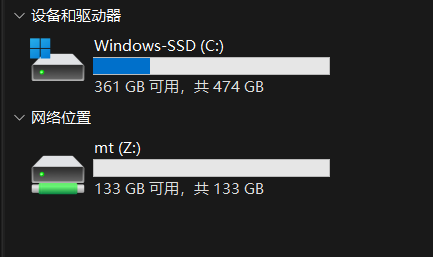 设备和驱动器
Windows-SSD (C:)
361 GB 可用，共 474 GB
网络位置
mt (Z:)
133 GB 可用，共 133 GB